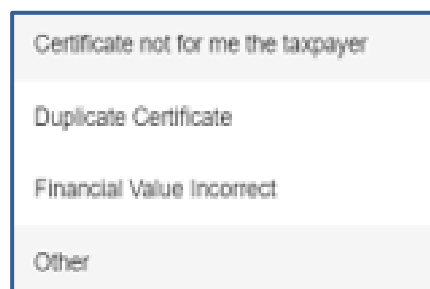 Certificate not for me the taxpayer
Duplicate Certificate
Financial Value Incorrect
Other